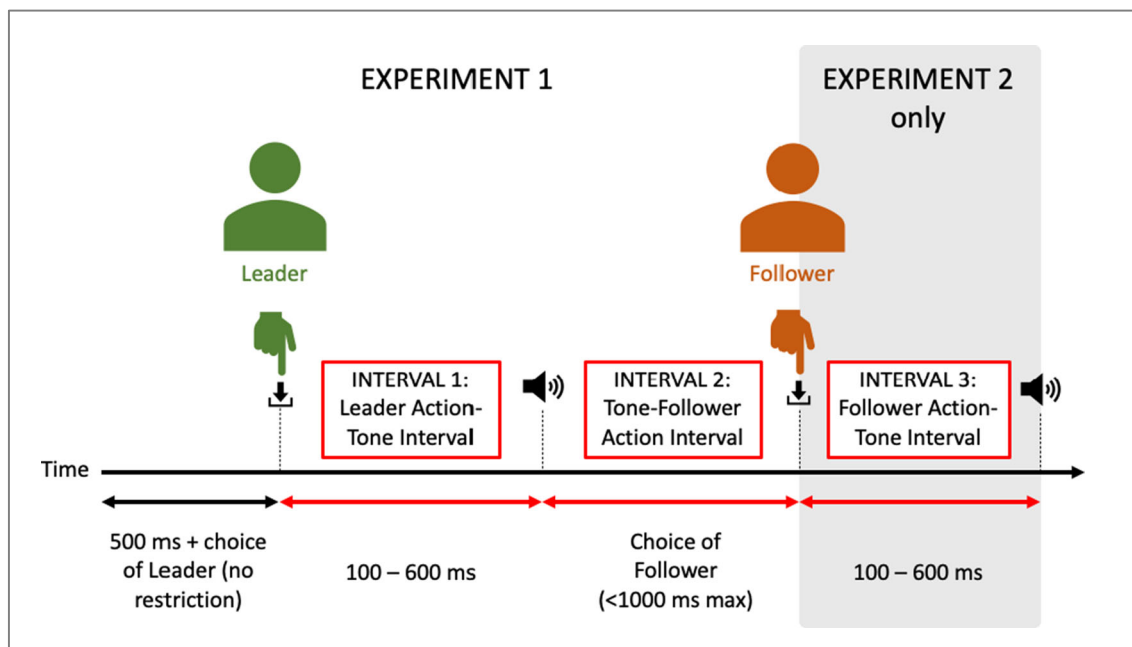 EXPERIMENT 1
EXPERIMENT 2
only
Leader
Follower
INTERVAL 1:
Leader Action-
Tone Interval
INTERVAL 2:
Tone-Follower
Action Interval
INTERVAL 3:
Follower Action-
Tone Interval
Time
500 ms + choice
of Leader (no
restriction)
100 – 600 ms
Choice of
Follower
(<1000 ms max)
100 – 600 ms